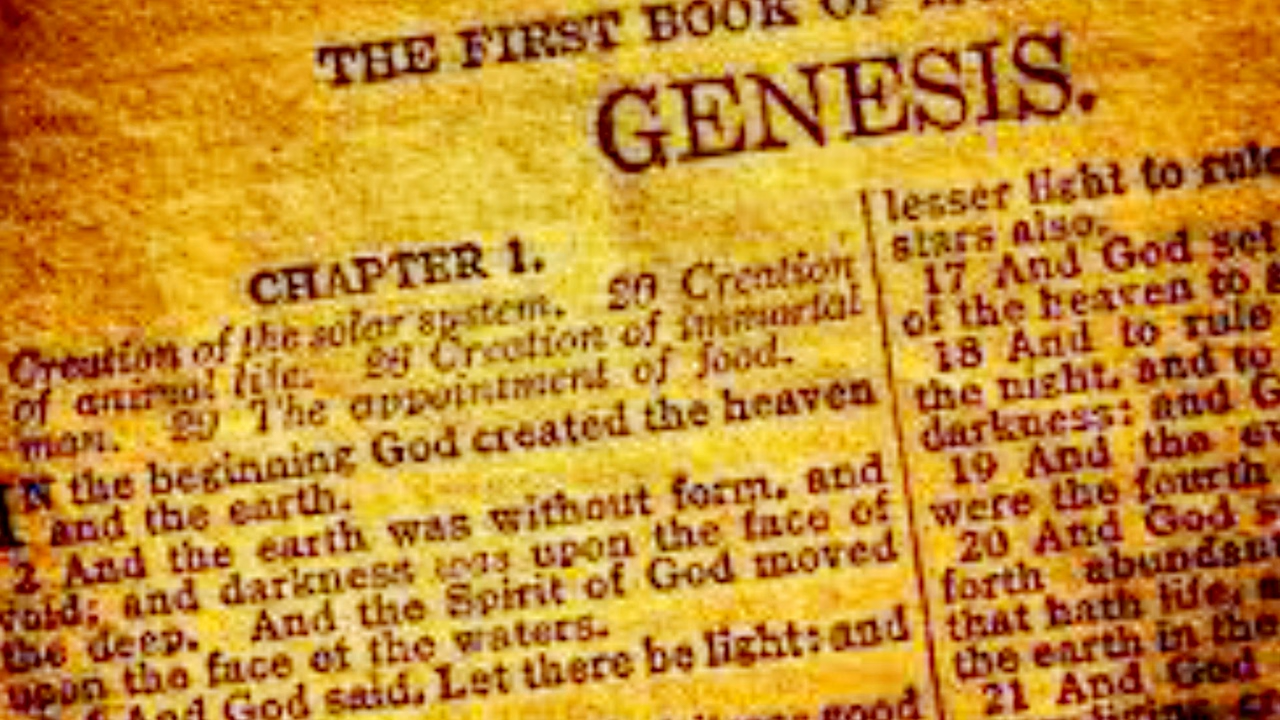 THE FIRST BOOK OF
GENESIS.
CHAPTER 1.
Creation of the solar system. 20 Creation
of animal life. 26 Creation of immortal
man. 29 The appointment of food.
IN the beginning God created the heaven
and the earth.
2 And the earth was without form, and
void; and darkness was upon the face of
the deep. And the Spirit of God moved
upon the face of the waters.
And God said, Let there be light: and
good
lesser light to rule
stars also.
17 And God set
of the heaven to
18 And to rule
the night, and to
darkness: and G
19 And the ev
were the fourth
20 And God s
forth abundant
that hath life,
the earth in the
21 And God